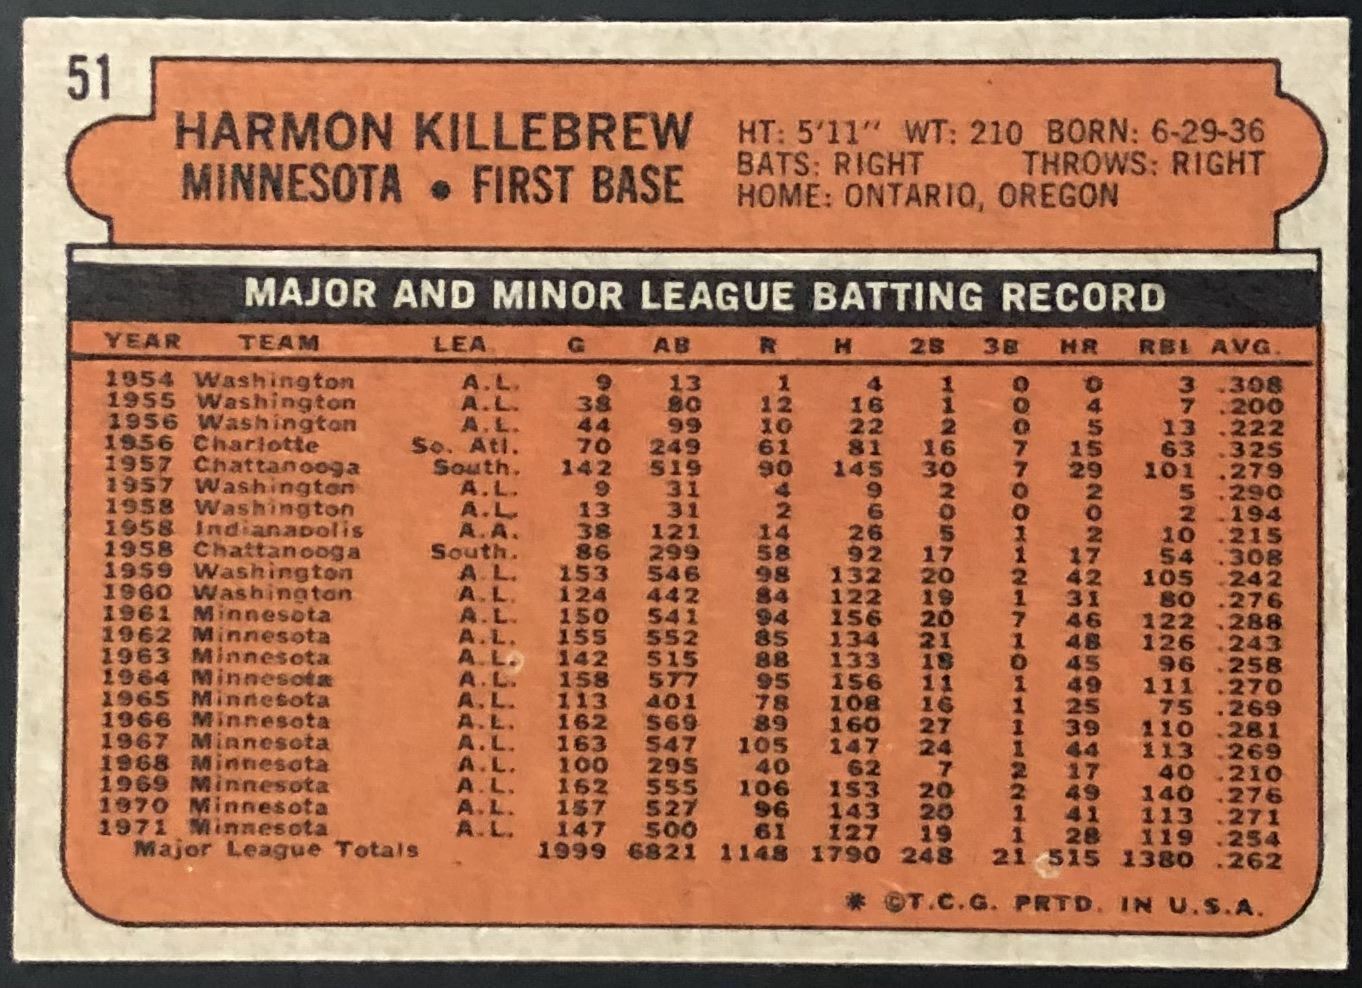 51
HARMON KILLEBREW
MINNESOTA • FIRST BASE
HT: 5'11" WT: 210 BORN: 6-29-36
BATS: RIGHT THROWS: RIGHT
HOME: ONTARIO, OREGON
MAJOR AND MINOR LEAGUE BATTING RECORD
YEAR TEAM LEA. G AB R H 2B 3B HR RBI AVG.
1954 Washington A.L. 9 13 1 4 1 0 0 3 .308
1955 Washington A.L. 38 80 12 16 1 0 4 7 .200
1956 Washington A.L. 44 99 10 22 2 0 5 13 .222
1956 Charlotte So. Atl. 70 249 61 81 16 7 15 63 .325
1957 Chattanooga South. 142 519 90 145 30 7 29 101 .279
1957 Washington A.L. 9 31 4 9 2 0 2 5 .290
1958 Washington A.L. 13 31 2 6 0 0 0 2 .194
1958 Indianapolis A.A. 38 121 14 26 5 1 2 10 .215
1958 Chattanooga South. 86 299 58 92 17 1 17 54 .308
1959 Washington A.L. 153 546 98 132 20 2 42 105 .242
1960 Washington A.L. 124 442 84 122 19 1 31 80 .276
1961 Minnesota A.L. 150 541 94 156 20 7 46 122 .288
1962 Minnesota A.L. 155 552 85 134 21 1 48 126 .243
1963 Minnesota A.L. 142 515 88 133 18 0 45 96 .258
1964 Minnesota A.L. 158 577 95 156 11 1 49 111 .270
1965 Minnesota A.L. 113 401 78 108 16 1 25 75 .269
1966 Minnesota A.L. 162 569 89 160 27 1 39 110 .281
1967 Minnesota A.L. 163 547 105 147 24 1 44 113 .269
1968 Minnesota A.L. 100 295 40 62 7 2 17 40 .210
1969 Minnesota A.L. 162 555 106 153 20 2 49 140 .276
1970 Minnesota A.L. 157 527 96 143 20 1 41 113 .271
1971 Minnesota A.L. 147 500 61 127 19 1 28 119 .254
Major League Totals 1999 6821 1148 1790 248 21 515 1380 .262
* ©T.C.G. PRTD. IN U.S.A.